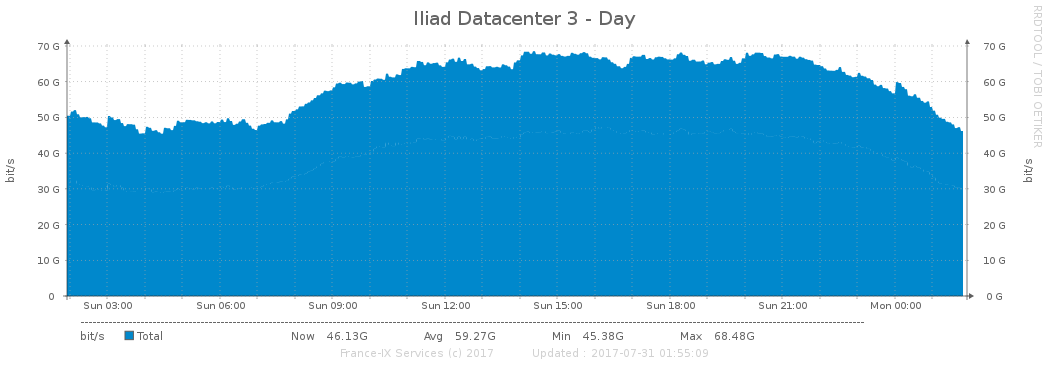 Iliad Datacenter 3 - Day
RRDTOOL / TOBI OETIKER
70 G 70 G
60 G 60 G
50 G 50 G
40 G 40 G
30 G 30 G
20 G 20 G
10 G 10 G
0 0 G
bit/s bit/s
Sun 03:00 Sun 06:00 Sun 09:00 Sun 12:00 Sun 15:00 Sun 18:00 Sun 21:00 Mon 00:00
bit/s Total Now 46.13G Avg 59.27G Min 45.38G Max 68.48G
France-IX Services (c) 2017 Updated : 2017-07-31 01:55:09